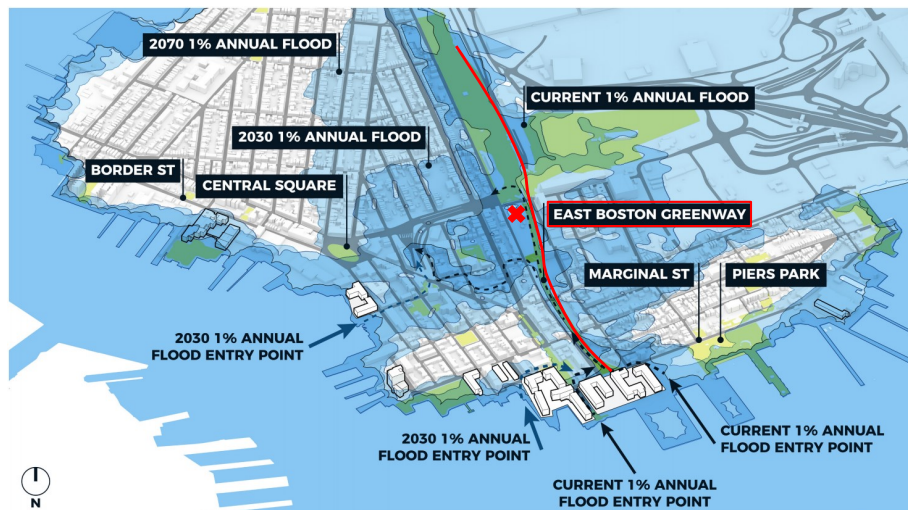 2070 1% ANNUAL FLOOD
CURRENT 1% ANNUAL FLOOD
2030 1% ANNUAL FLOOD
BORDER ST
CENTRAL SQUARE
EAST BOSTON GREENWAY
MARGINAL ST
PIERS PARK
2030 1% ANNUAL
FLOOD ENTRY POINT
2030 1% ANNUAL
FLOOD ENTRY POINT
CURRENT 1% ANNUAL
FLOOD ENTRY POINT
CURRENT 1% ANNUAL
FLOOD ENTRY POINT
N